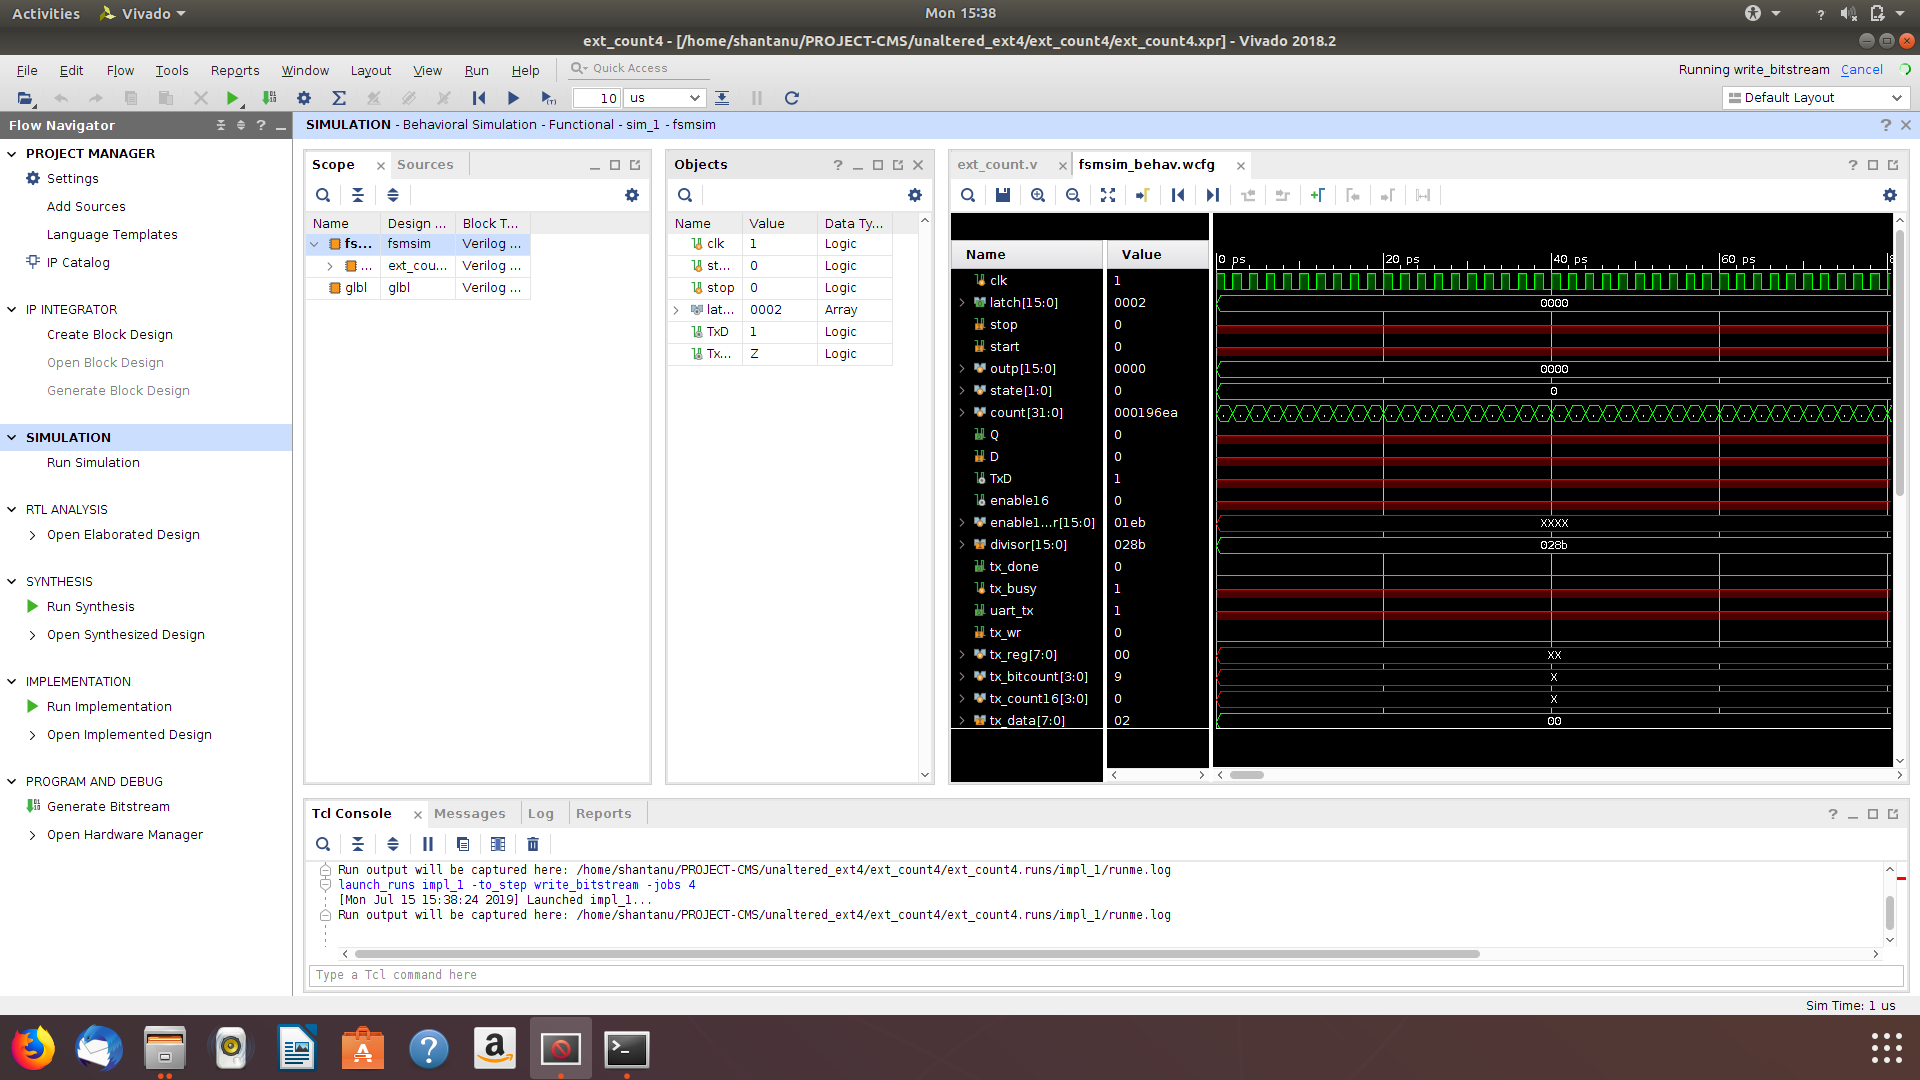 Activities Vivado Mon 15:38 ?
ext_count4 - [/home/shantanu/PROJECT-CMS/unaltered_ext4/ext_count4/ext_count4.xpr] - Vivado 2018.2
File Edit Flow Tools Reports Window Layout View Run Help Quick Access Running write_bitstream Cancel
10 us Default Layout
Flow Navigator ?
SIMULATION - Behavioral Simulation - Functional - sim_1 - fsmsim ?
PROJECT MANAGER
Settings
Add Sources
Language Templates
IP Catalog
IP INTEGRATOR
Create Block Design
Open Block Design
Generate Block Design
SIMULATION
Run Simulation
RTL ANALYSIS
Open Elaborated Design
SYNTHESIS
Run Synthesis
Open Synthesized Design
IMPLEMENTATION
Run Implementation
Open Implemented Design
PROGRAM AND DEBUG
Generate Bitstream
Open Hardware Manager
Scope Sources
Name Design ... Block T...
fs... fsmsim Verilog ...
... ext_cou... Verilog ...
glbl glbl Verilog ...
Objects ?
Name Value Data Ty...
clk 1 Logic
st... 0 Logic
stop 0 Logic
lat... 0002 Array
TxD 1 Logic
Tx... Z Logic
ext_count.v fsmsim_behav.wcfg ?
Name Value
0 ps 20 ps 40 ps 60 ps 8
clk 1
latch[15:0] 0002 0000
stop 0
start 0
outp[15:0] 0000 0000
state[1:0] 0 0
count[31:0] 000196ea
Q 0
D 0
TxD 1
enable16 0
enable1...r[15:0] 01eb XXXX
divisor[15:0] 028b 028b
tx_done 0
tx_busy 1
uart_tx 1
tx_wr 0
tx_reg[7:0] 00 XX
tx_bitcount[3:0] 9 X
tx_count16[3:0] 0 X
tx_data[7:0] 02 00
Tcl Console Messages Log Reports ?
Run output will be captured here: /home/shantanu/PROJECT-CMS/unaltered_ext4/ext_count4/ext_count4.runs/impl_1/runme.log
launch_runs impl_1 -to_step write_bitstream -jobs 4
[Mon Jul 15 15:38:24 2019] Launched impl_1...
Run output will be captured here: /home/shantanu/PROJECT-CMS/unaltered_ext4/ext_count4/ext_count4.runs/impl_1/runme.log
Type a Tcl command here
Sim Time: 1 us